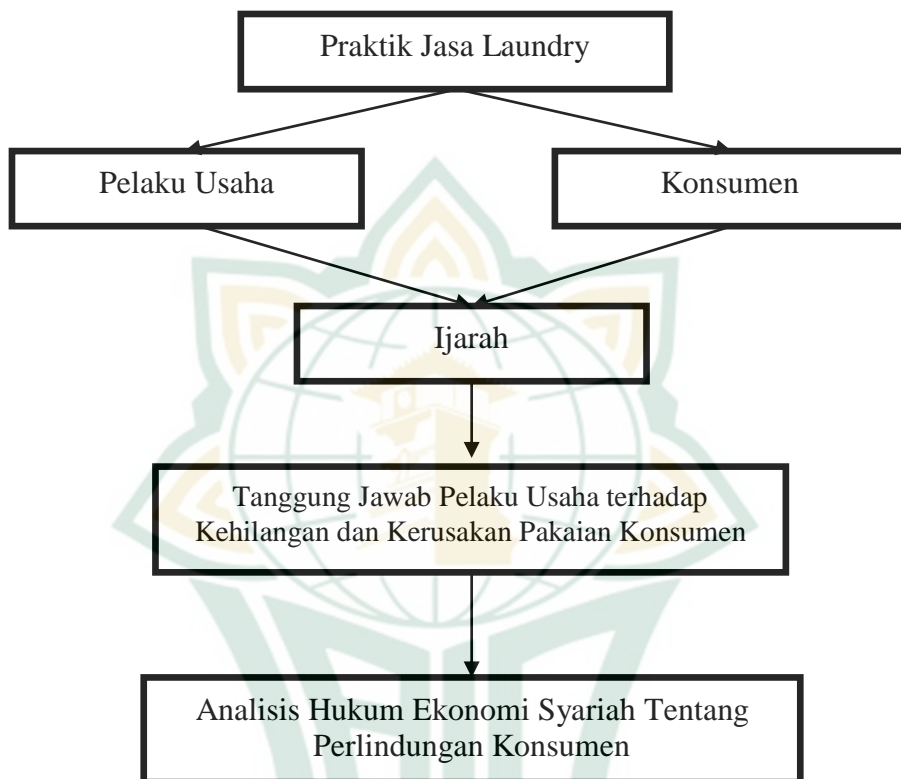 Praktik Jasa Laundry
Pelaku Usaha
Konsumen
Ijarah
Tanggung Jawab Pelaku Usaha terhadap
Kehilangan dan Kerusakan Pakaian Konsumen
Analisis Hukum Ekonomi Syariah Tentang
Perlindungan Konsumen